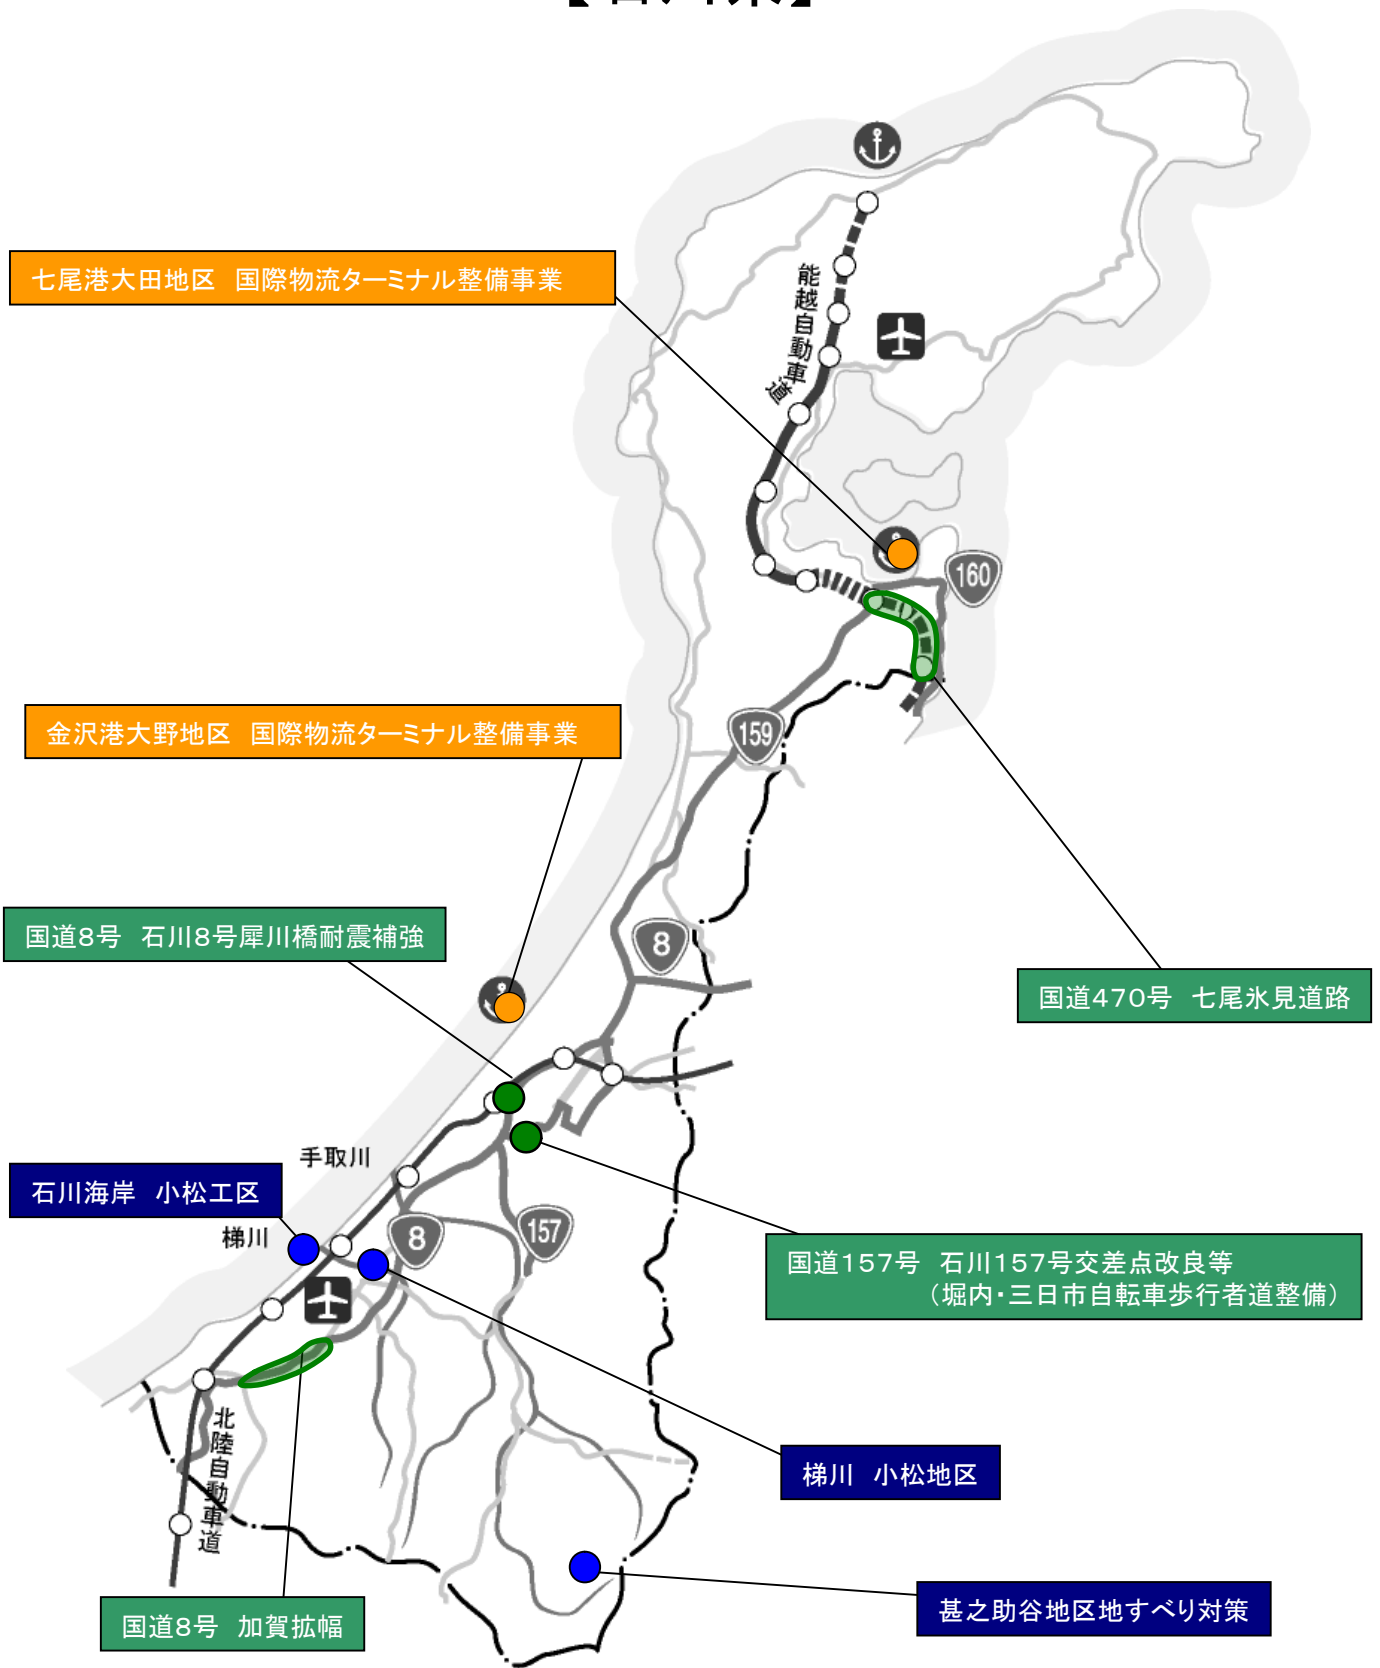 【石川県】
能越自動車道
七尾港大田地区　国際物流ターミナル整備事業
160
金沢港大野地区　国際物流ターミナル整備事業
159
国道8号　石川8号犀川橋耐震補強
8
国道470号　七尾氷見道路
手取川
石川海岸　小松工区
梯川
8
157
国道157号　石川157号交差点改良等
（堀内・三日市自転車歩行者道整備）
北陸自動車道
梯川　小松地区
甚之助谷地区地すべり対策
国道8号　加賀拡幅